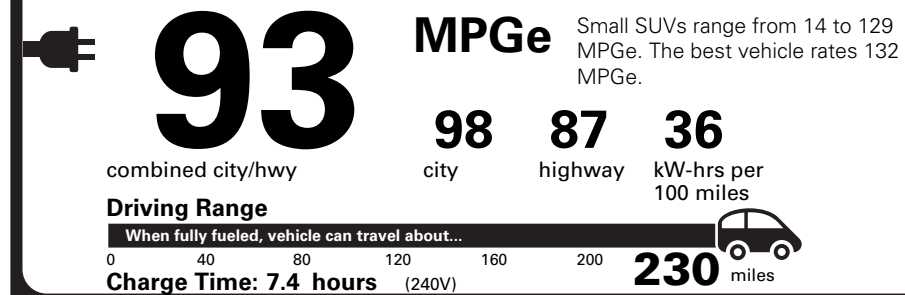 93
MPGe
Small SUVs range from 14 to 129
MPGe. The best vehicle rates 132
MPGe.
98 87 36
combined city/hwy city highway kW-hrs per
100 miles
Driving Range
When fully fueled, vehicle can travel about...
0 40 80 120 160 200 230 miles
Charge Time: 7.4 hours (240V)